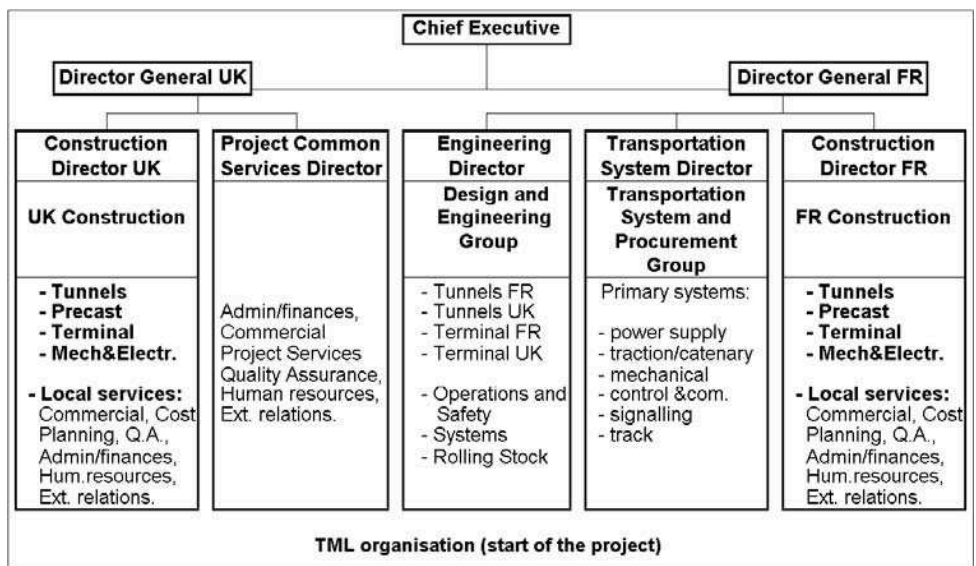 Chief Executive
Director General UK
Director General FR
Construction
Director UK
UK Construction
- Tunnels
- Precast
- Terminal
- Mech&Electr.
- Local services:
Commercial, Cost
Planning, Q.A.,
Admin/finances,
Hum.resources,
Ext. relations.
Project Common
Services Director
Admin/finances,
Commercial
Project Services
Quality Assurance,
Human resources,
Ext. relations.
Engineering
Director
Design and
Engineering
Group
- Tunnels FR
- Tunnels UK
- Terminal FR
- Terminal UK
- Operations and
Safety
- Systems
- Rolling Stock
Transportation
System Director
Transportation
System and
Procurement
Group
Primary systems:
- power supply
- traction/catenary
- mechanical
- control &com.
- signalling
- track
Construction
Director FR
FR Construction
- Tunnels
- Precast
- Terminal
- Mech&Electr.
- Local services:
Commercial, Cost
Planning, Q.A.,
Admin/finances,
Hum.resources,
Ext. relations.
TML organisation (start of the project)